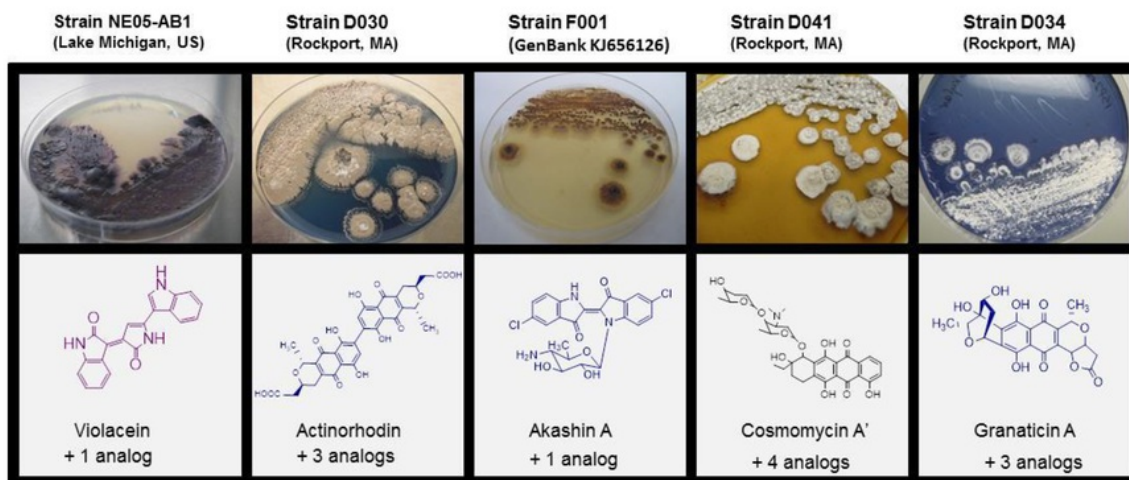 Strain NE05-AB1
(Lake Michigan, US)
Strain D030
(Rockport, MA)
Strain F001
(GenBank KJ656126)
Strain D041
(Rockport, MA)
Strain D034
(Rockport, MA)
H
N
O
HN
NH
O
COOH
OH
O
O
CH₃
OH
O
HO
OH
H₃C
O
O
O
OH
HOOC
H
N
O
Cl
Cl
O
N
H₃C
O
H₂N
HO
OH
HO
O
O
N
O
O
HO
OH
O
OH
OH
O
OH
OH
HO
OH
O
CH₃
H₃C
O
O
OH
O
O
O
Violacein
+ 1 analog
Actinorhodin
+ 3 analogs
Akashin A
+ 1 analog
Cosmomycin A'
+ 4 analogs
Granaticin A
+ 3 analogs